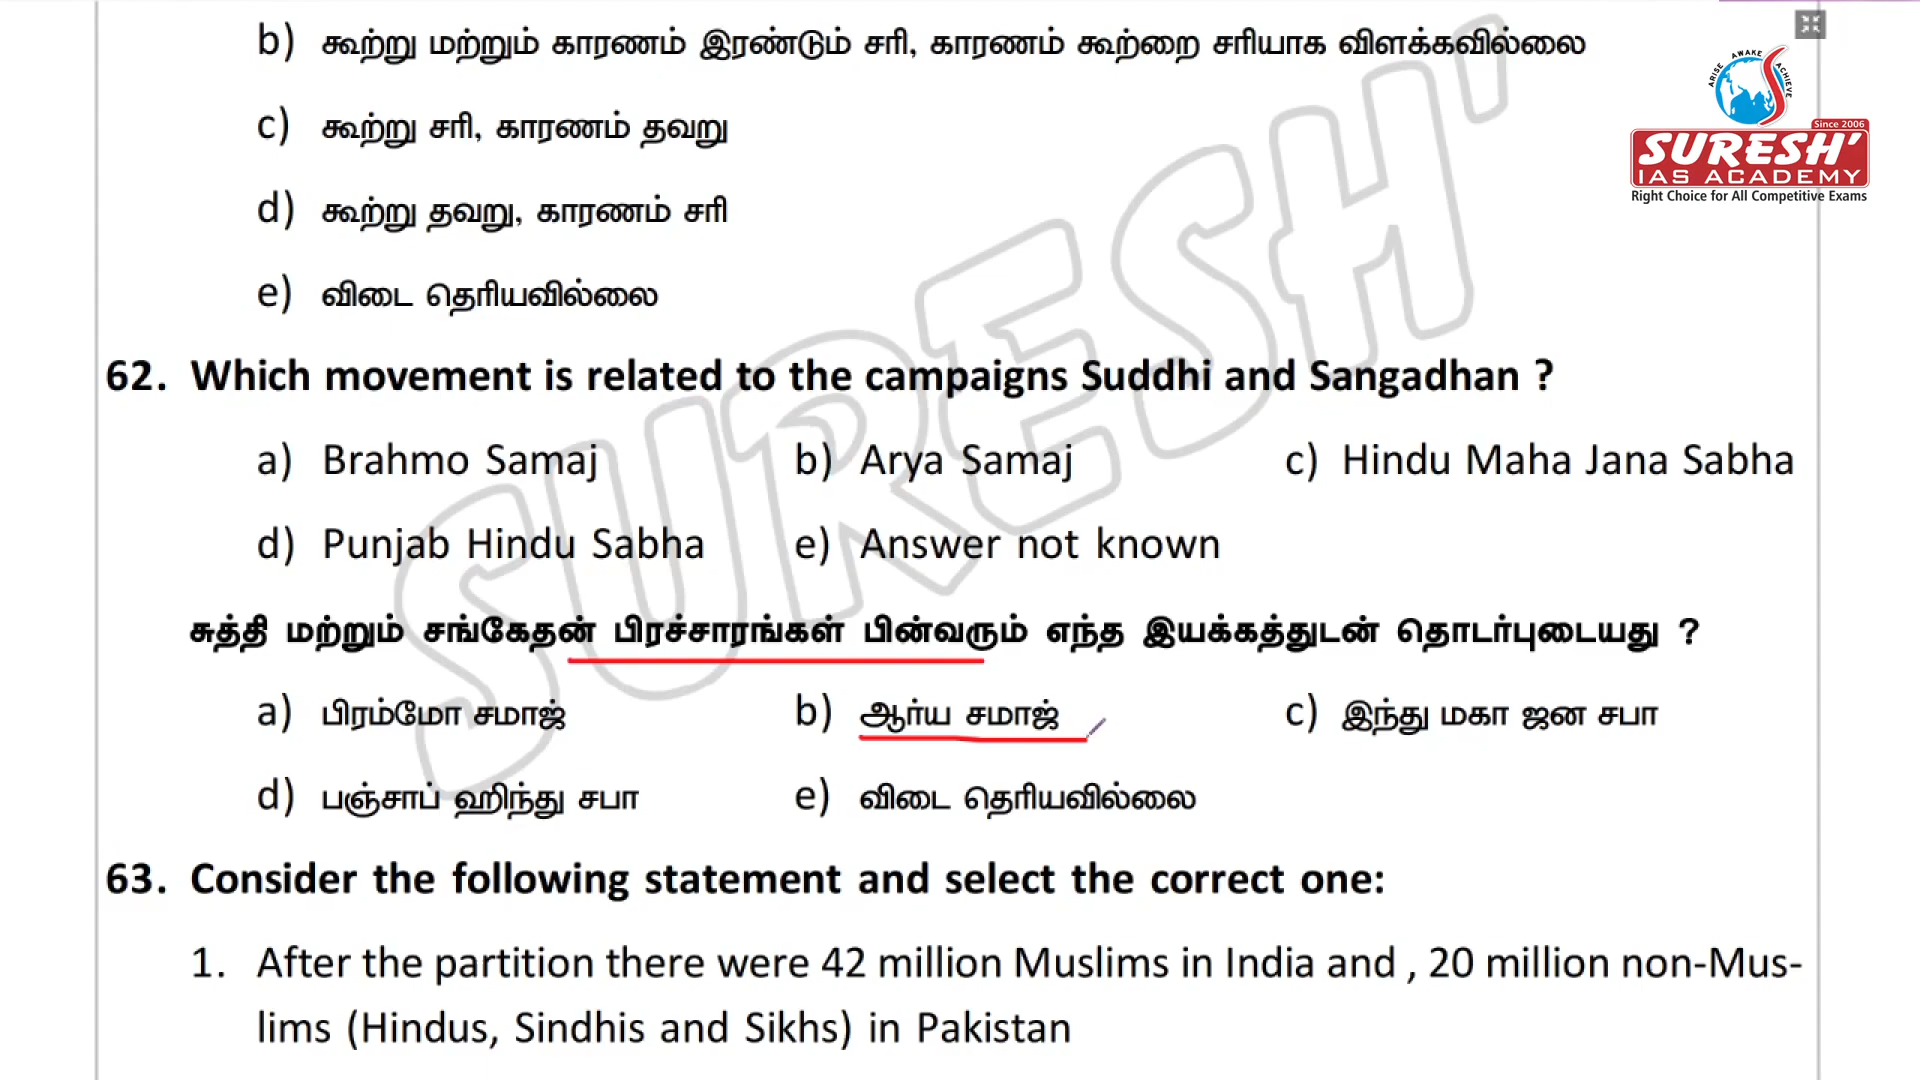 b) கூற்று மற்றும் காரணம் இரண்டும் சரி, காரணம் கூற்றை சரியாக விளக்கவில்லை
ARISE AWAKE ACHIEVE
Since 2006
SURESH'
IAS ACADEMY
Right Choice for All Competitive Exams
c) கூற்று சரி, காரணம் தவறு
d) கூற்று தவறு, காரணம் சரி
e) விடை தெரியவில்லை
SURESH'
62. Which movement is related to the campaigns Suddhi and Sangadhan ?
a) Brahmo Samaj b) Arya Samaj c) Hindu Maha Jana Sabha
d) Punjab Hindu Sabha e) Answer not known
சுத்தி மற்றும் சங்கேதன் பிரச்சாரங்கள் பின்வரும் எந்த இயக்கத்துடன் தொடர்புடையது ?
a) பிரம்மோ சமாஜ் b) ஆர்ய சமாஜ் c) இந்து மகா ஜன சபா
d) பஞ்சாப் ஹிந்து சபா e) விடை தெரியவில்லை
63. Consider the following statement and select the correct one:
1. After the partition there were 42 million Muslims in India and , 20 million non-Mus-
lims (Hindus, Sindhis and Sikhs) in Pakistan